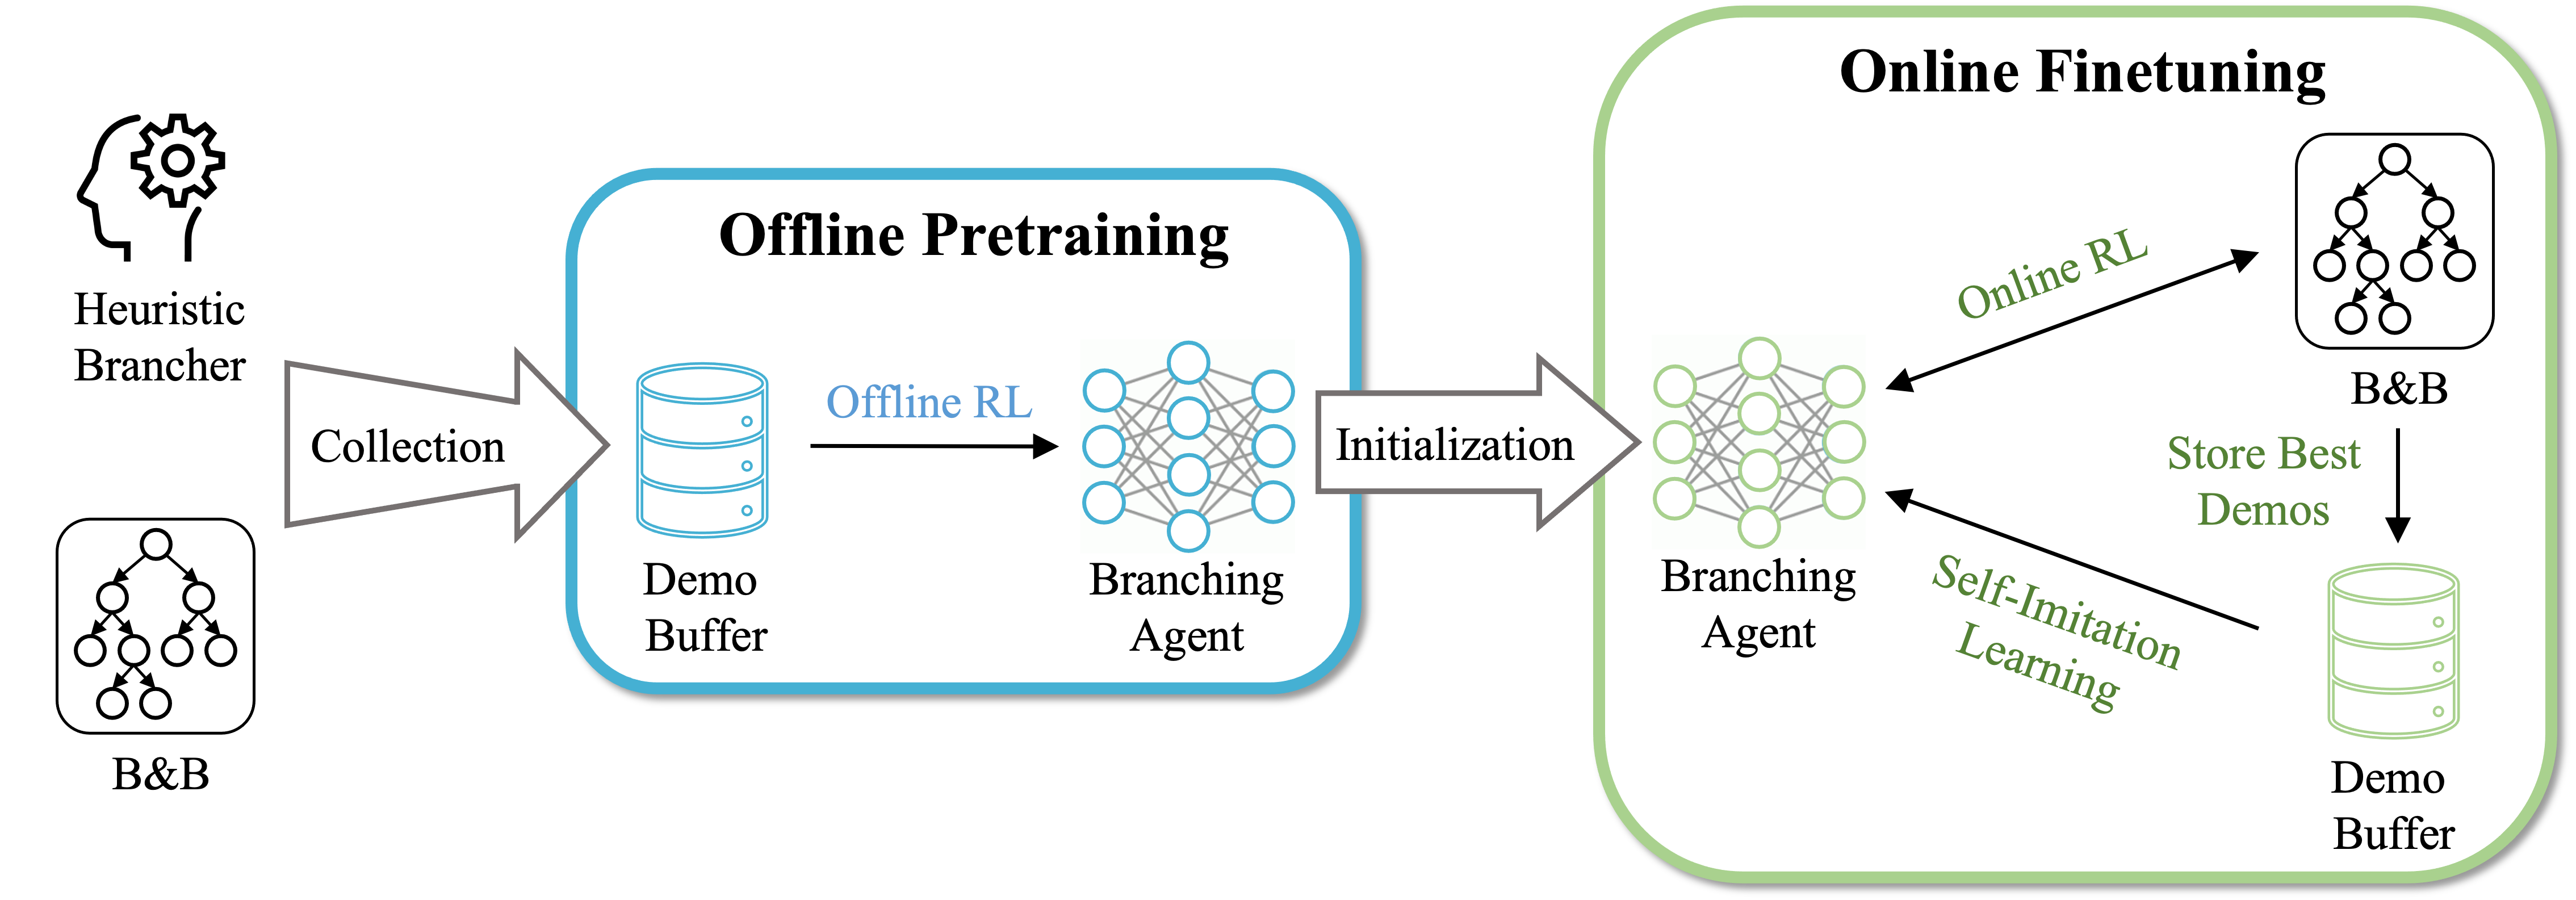 Heuristic
Brancher
B&B
Collection
Offline Pretraining
Demo
Buffer
Offline RL
Branching
Agent
Initialization
Online Finetuning
Branching
Agent
Online RL
B&B
Store Best
Demos
Self-Imitation
Learning
Demo
Buffer